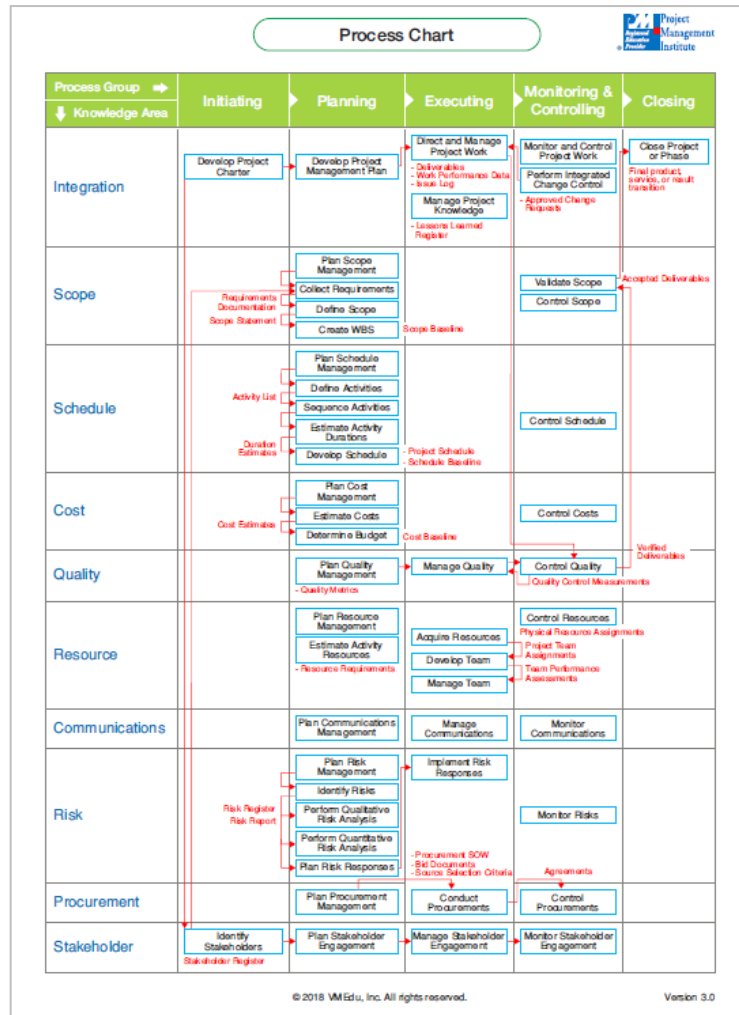 Process Chart
PM
Regional
Education
Provider
Project
Management
Institute
Process Group
Knowledge Area
Initiating
Planning
Executing
Monitoring &
Controlling
Closing
Integration
Develop Project
Charter
Develop Project
Management Plan
Direct and Manage
Project Work
- Deliverables
- Work Performance Data
- Issue Log
Manage Project
Knowledge
- Lessons Learned
Register
Monitor and Control
Project Work
Perform Integrated
Change Control
- Approved Change
Requests
Close Project
or Phase
Final product,
service, or result
transition
Scope
Plan Scope
Management
Collect Requirements
Requirements
Documentation
Define Scope
Scope Statement
Create WBS
Scope Baseline
Validate Scope
Accepted Deliverables
Control Scope
Schedule
Plan Schedule
Management
Define Activities
Activity List
Sequence Activities
Estimate Activity
Durations
Duration
Estimates
Develop Schedule
- Project Schedule
- Schedule Baseline
Control Schedule
Cost
Plan Cost
Management
Estimate Costs
Cost Estimates
Determine Budget
Cost Baseline
Control Costs
Quality
Plan Quality
Management
- Quality Metrics
Manage Quality
Control Quality
Verified
Deliverables
Quality Control Measurements
Resource
Plan Resource
Management
Estimate Activity
Resources
- Resource Requirements
Acquire Resources
Develop Team
Manage Team
Control Resources
Physical Resource Assignments
Project Team
Assignments
Team Performance
Assessments
Communications
Plan Communications
Management
Manage
Communications
Monitor
Communications
Risk
Plan Risk
Management
Identify Risks
Risk Register
Risk Report
Perform Qualitative
Risk Analysis
Perform Quantitative
Risk Analysis
Plan Risk Responses
Implement Risk
Responses
Monitor Risks
- Procurement SOW
- Bid Documents
- Source Selection Criteria
Agreements
Procurement
Plan Procurement
Management
Conduct
Procurements
Control
Procurements
Stakeholder
Identify
Stakeholders
Stakeholder Register
Plan Stakeholder
Engagement
Manage Stakeholder
Engagement
Monitor Stakeholder
Engagement
© 2018 VMEdu, Inc. All rights reserved.
Version 3.0